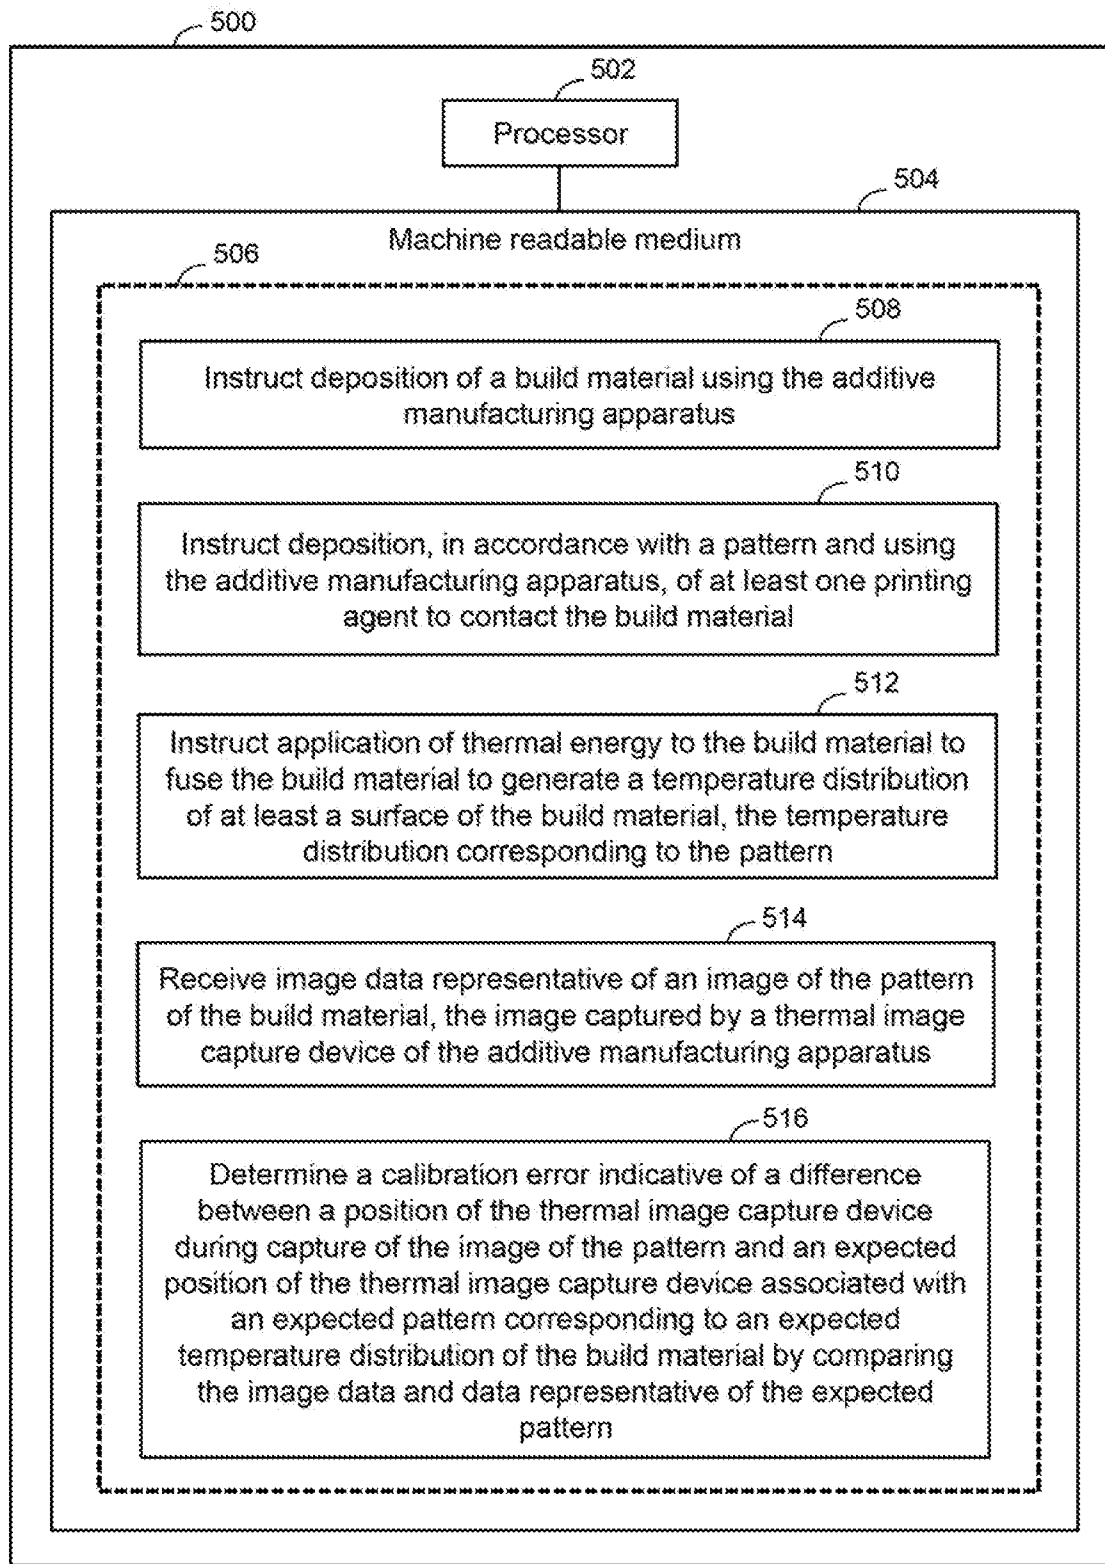 500
502
Processor
504
Machine readable medium
506
508
Instruct deposition of a build material using the additive
manufacturing apparatus
510
Instruct deposition, in accordance with a pattern and using
the additive manufacturing apparatus, of at least one printing
agent to contact the build material
512
Instruct application of thermal energy to the build material to
fuse the build material to generate a temperature distribution
of at least a surface of the build material, the temperature
distribution corresponding to the pattern
514
Receive image data representative of an image of the pattern
of the build material, the image captured by a thermal image
capture device of the additive manufacturing apparatus
516
Determine a calibration error indicative of a difference
between a position of the thermal image capture device
during capture of the image of the pattern and an expected
position of the thermal image capture device associated with
an expected pattern corresponding to an expected
temperature distribution of the build material by comparing
the image data and data representative of the expected
pattern